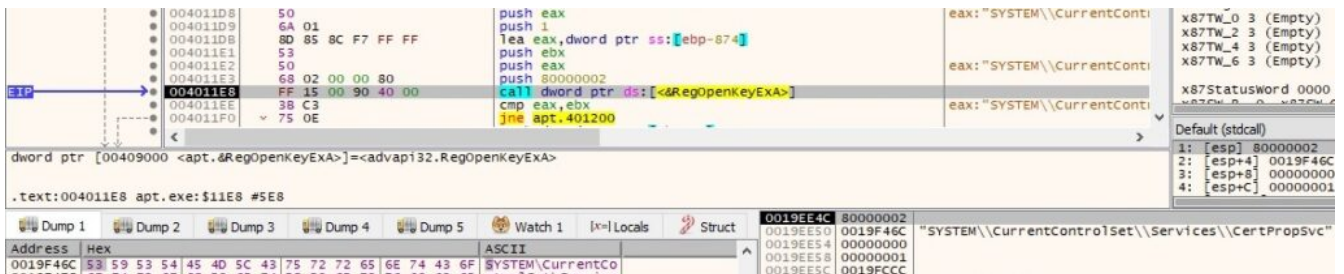 004011D8 50 push eax eax:"SYSTEM\\CurrentContr
004011D9 6A 01 push 1
004011DB 8D 85 8C F7 FF FF lea eax,dword ptr ss:[ebp-874]
004011E1 53 push ebx
004011E2 50 push eax eax:"SYSTEM\\CurrentContr
004011E3 68 02 00 00 80 push 80000002
EIP 004011E8 FF 15 00 90 40 00 call dword ptr ds:[<&RegOpenKeyExA>]
004011EE 3B C3 cmp eax,ebx eax:"SYSTEM\\CurrentContr
004011F0 75 0E jne apt.401200
x87TW_0 3 (Empty)
x87TW_2 3 (Empty)
x87TW_4 3 (Empty)
x87TW_6 3 (Empty)
x87StatusWord 0000
Default (stdcall)
1: [esp] 80000002
2: [esp+4] 0019F46C
3: [esp+8] 00000000
4: [esp+C] 00000001
dword ptr [00409000 <apt.&RegOpenKeyExA>]=<advapi32.RegOpenKeyExA>
.text:004011E8 apt.exe:$11E8 #5E8
Dump 1 Dump 2 Dump 3 Dump 4 Dump 5 Watch 1 [x=] Locals Struct
Address Hex ASCII
0019F46C 53 59 53 54 45 4D 5C 43 75 72 72 65 6E 74 43 6F SYSTEM\CurrentCo
0019EE4C 80000002
0019EE50 0019F46C "SYSTEM\\CurrentControlSet\\Services\\CertPropSvc"
0019EE54 00000000
0019EE58 00000001
0019EE5C 0019FCCC